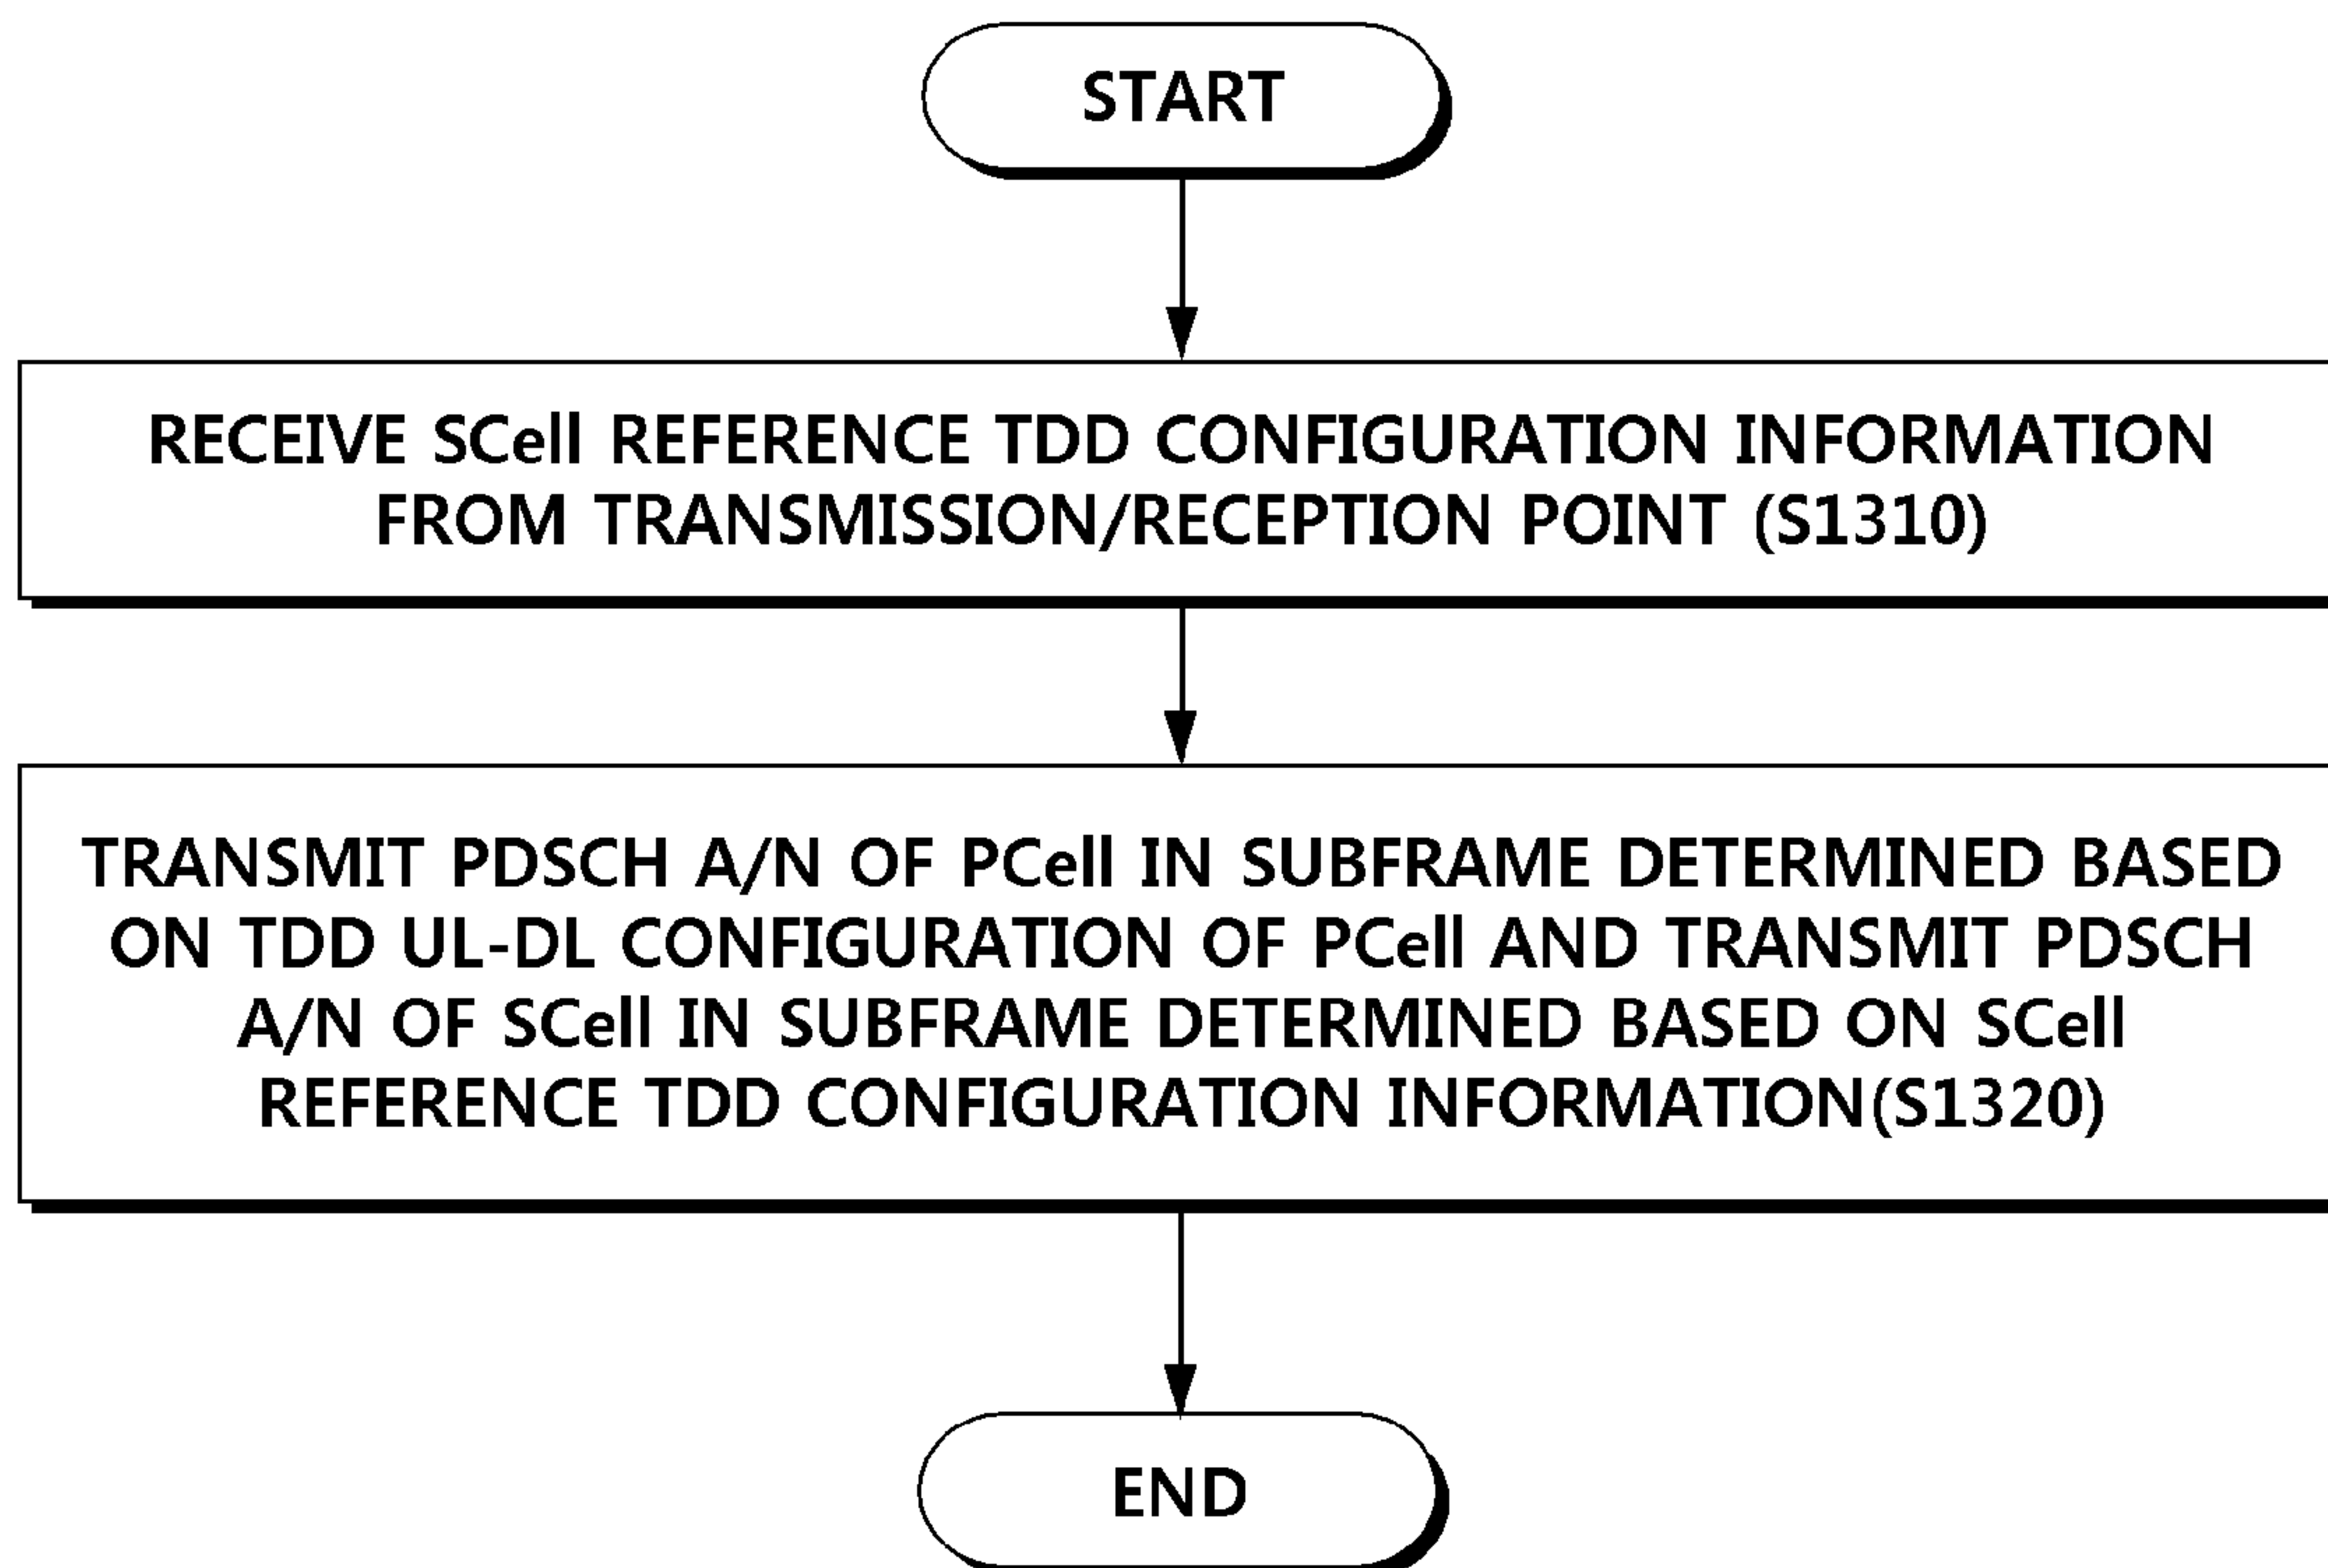 START
RECEIVE SCell REFERENCE TDD CONFIGURATION INFORMATION
FROM TRANSMISSION/RECEPTION POINT (S1310)
TRANSMIT PDSCH A/N OF PCell IN SUBFRAME DETERMINED BASED
ON TDD UL-DL CONFIGURATION OF PCell AND TRANSMIT PDSCH
A/N OF SCell IN SUBFRAME DETERMINED BASED ON SCell
REFERENCE TDD CONFIGURATION INFORMATION(S1320)
END